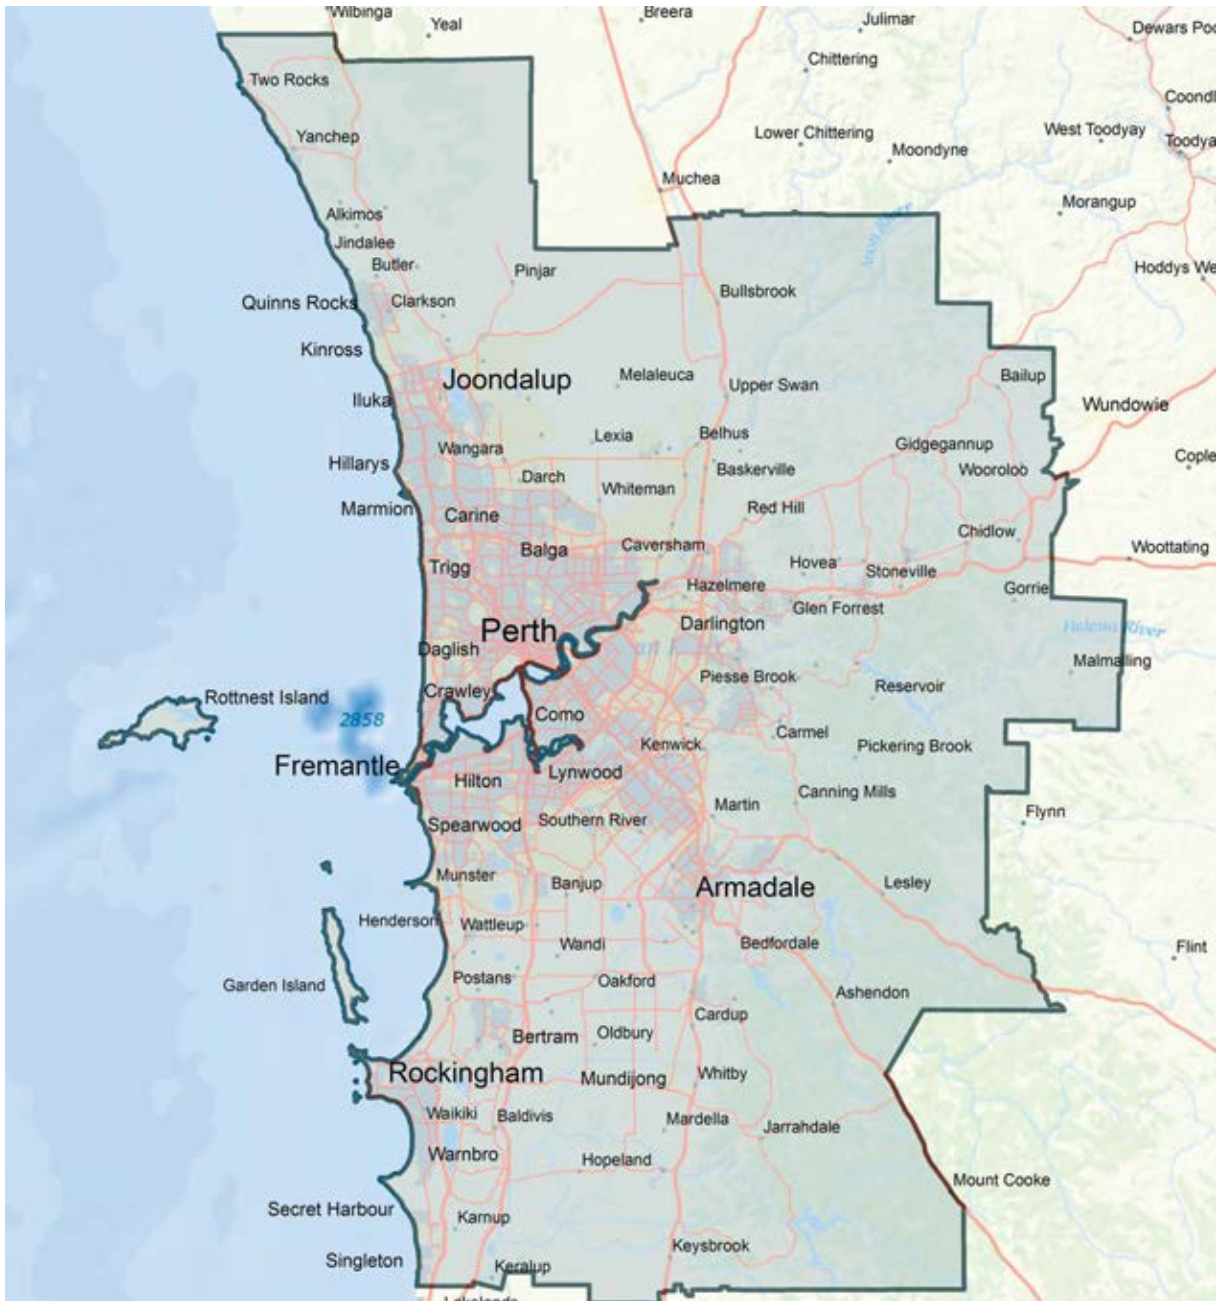 Wilbinga
Yeal
Breera
Julimar
Dewars Poo
Chittering
Two Rocks
Coondl
Yanchep
Lower Chittering
West Toodyay
Toodya
Moondyne
Muchea
Morangup
Alkimos
Avon River
Jindalee
Butler
Pinjar
Hoddys We
Bullsbrook
Quinns Rocks
Clarkson
Kinross
Joondalup
Melaleuca
Upper Swan
Bailup
Iluka
Wundowie
Lexia
Belhus
Gidgegannup
Wangara
Hillarys
Darch
Baskerville
Wooroloo
Cople
Whiteman
Marmion
Carine
Red Hill
Chidlow
Balga
Caversham
Woottating
Trigg
Hovea
Stoneville
Hazelmere
Gorrie
Glen Forrest
Perth
Darlington
Helena River
Daglish
Malmalling
Piesse Brook
Reservoir
Rottnest Island
Crawley
2858
Como
Carmel
Kenwick
Pickering Brook
Fremantle
Hilton
Lynwood
Canning Mills
Martin
Flynn
Spearwood
Southern River
Munster
Banjup
Armadale
Lesley
Henderson
Wattleup
Wandi
Bedfordale
Flint
Postans
Oakford
Garden Island
Ashendon
Cardup
Bertram
Oldbury
Rockingham
Mundijong
Whitby
Waikiki
Baldivis
Mardella
Jarrahdale
Warnbro
Hopeland
Mount Cooke
Secret Harbour
Karnup
Singleton
Keysbrook
Keralup